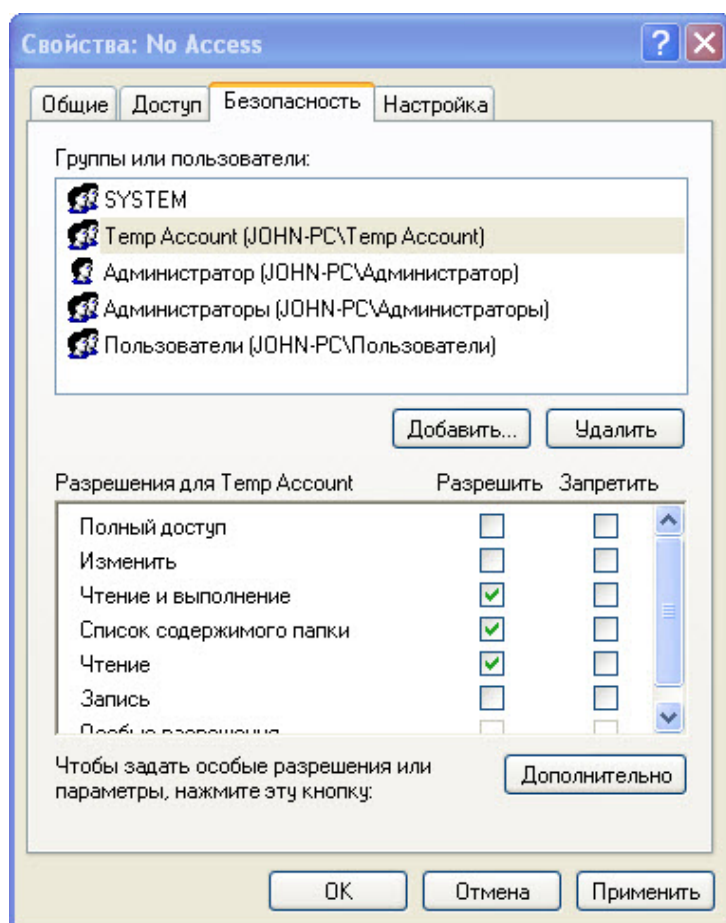 Свойства: No Access
Общие Доступ Безопасность Настройка
Группы или пользователи:
SYSTEM
Temp Account (JOHN-PC\Temp Account)
Администратор (JOHN-PC\Администратор)
Администраторы (JOHN-PC\Администраторы)
Пользователи (JOHN-PC\Пользователи)
Добавить... Удалить
Разрешения для Temp Account Разрешить Запретить
Полный доступ
Изменить
Чтение и выполнение
Список содержимого папки
Чтение
Запись
Особые разрешения
Чтобы задать особые разрешения или
параметры, нажмите эту кнопку:
Дополнительно
OK Отмена Применить